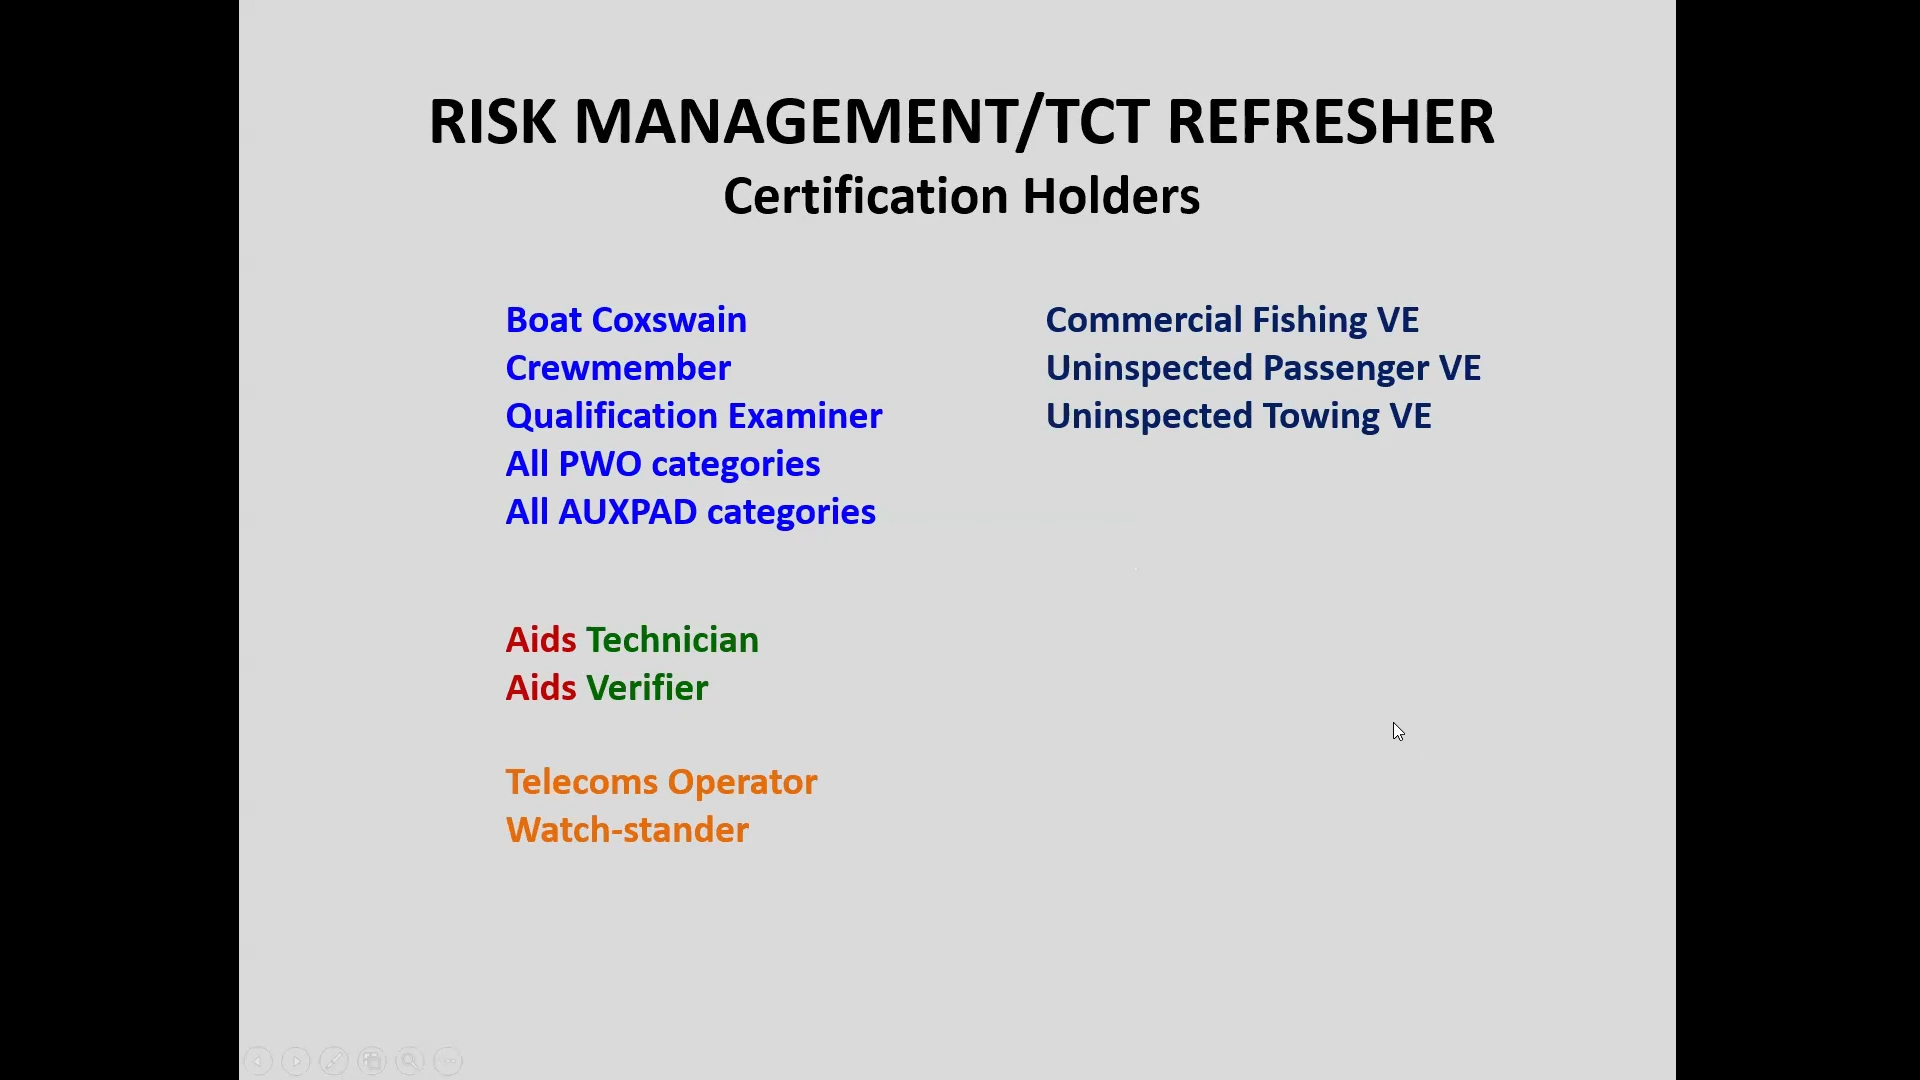 RISK MANAGEMENT/TCT REFRESHER
Certification Holders
Boat Coxswain
Crewmember
Qualification Examiner
All PWO categories
All AUXPAD categories
Aids Technician
Aids Verifier
Telecoms Operator
Watch-stander
Commercial Fishing VE
Uninspected Passenger VE
Uninspected Towing VE